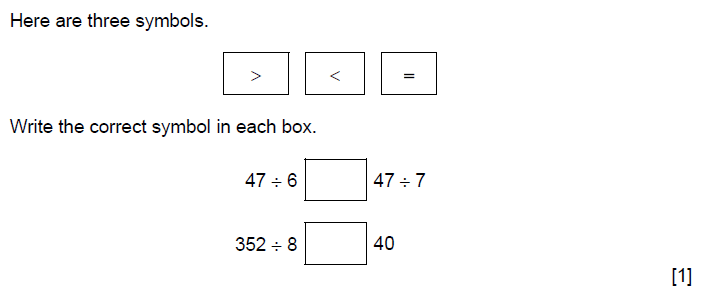 Here are three symbols.
> < =
Write the correct symbol in each box.
47 ÷ 6 47 ÷ 7
352 ÷ 8 40
[1]